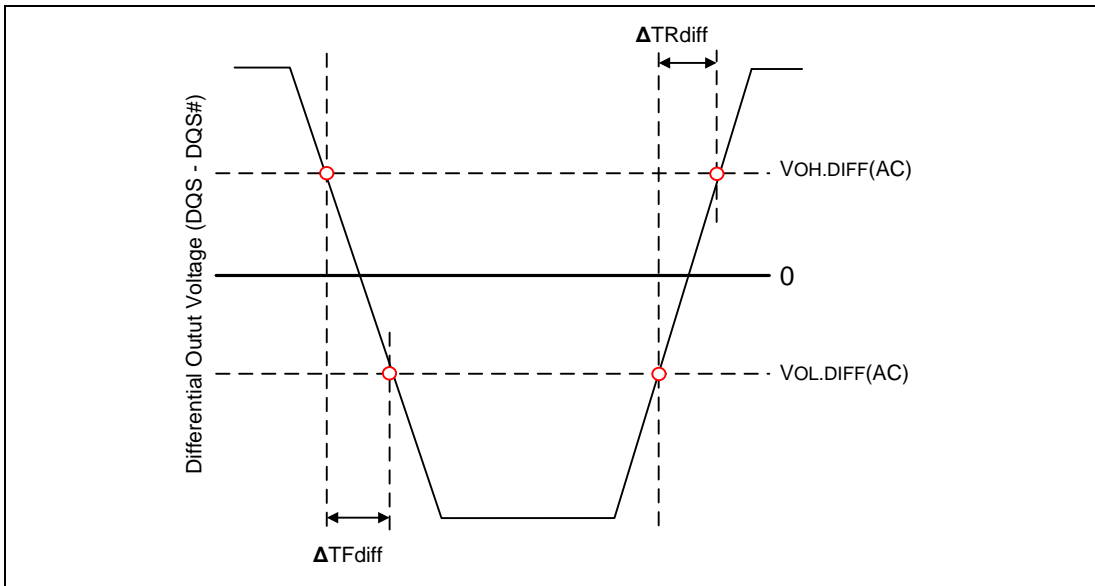 ΔTRdiff
Differential Outut Voltage (DQS - DQS#)
VOH.DIFF(AC)
0
VOL.DIFF(AC)
ΔTFdiff